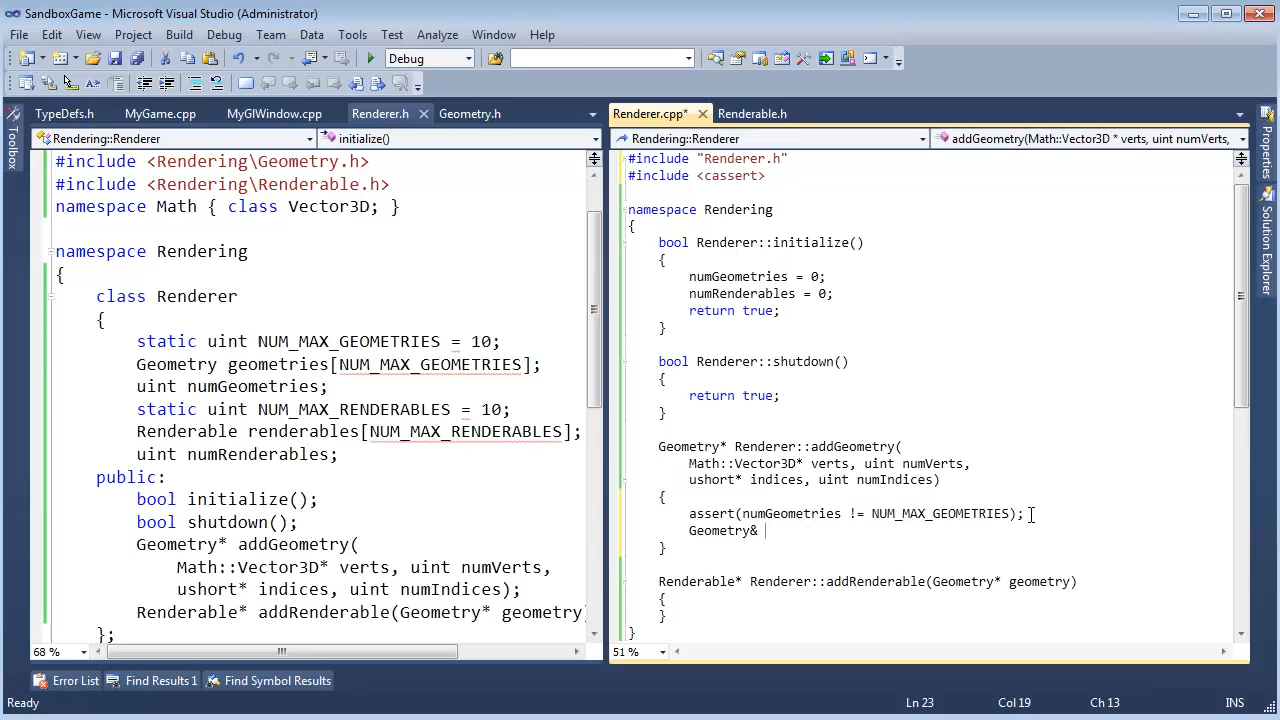 SandboxGame - Microsoft Visual Studio (Administrator)
File Edit View Project Build Debug Team Data Tools Test Analyze Window Help
Debug
TypeDefs.h MyGame.cpp MyGlWindow.cpp Renderer.h Geometry.h
Renderer.cpp* Renderable.h
Toolbox
Rendering::Renderer initialize()
#include <Rendering\Geometry.h>
#include <Rendering\Renderable.h>
namespace Math { class Vector3D; }
namespace Rendering
{
class Renderer
{
static uint NUM_MAX_GEOMETRIES = 10;
Geometry geometries[NUM_MAX_GEOMETRIES];
uint numGeometries;
static uint NUM_MAX_RENDERABLES = 10;
Renderable renderables[NUM_MAX_RENDERABLES];
uint numRenderables;
public:
bool initialize();
bool shutdown();
Geometry* addGeometry(
Math::Vector3D* verts, uint numVerts,
ushort* indices, uint numIndices);
Renderable* addRenderable(Geometry* geometry)
};
68 %
Rendering::Renderer addGeometry(Math::Vector3D * verts, uint numVerts,
#include "Renderer.h"
#include <cassert>
namespace Rendering
{
bool Renderer::initialize()
{
numGeometries = 0;
numRenderables = 0;
return true;
}
bool Renderer::shutdown()
{
return true;
}
Geometry* Renderer::addGeometry(
Math::Vector3D* verts, uint numVerts,
ushort* indices, uint numIndices)
{
assert(numGeometries != NUM_MAX_GEOMETRIES);
Geometry&
}
Renderable* Renderer::addRenderable(Geometry* geometry)
{
}
}
51 %
Properties
Solution Explorer
Error List Find Results 1 Find Symbol Results
Ready Ln 23 Col 19 Ch 13 INS